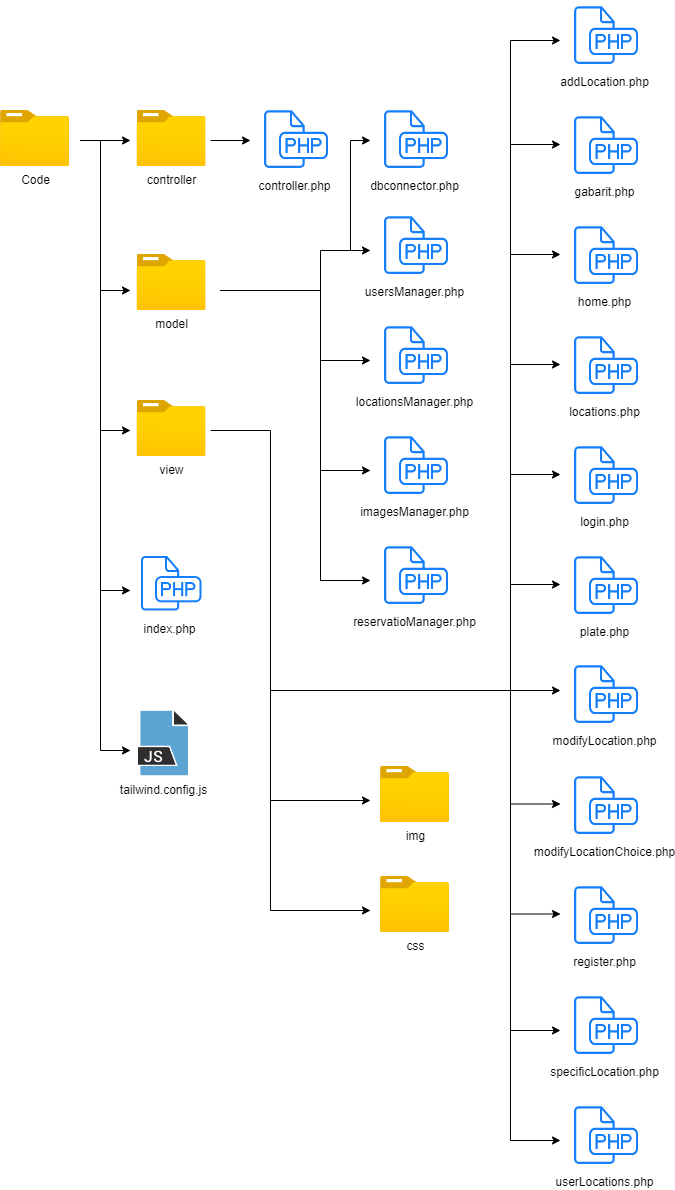 PHP
addLocation.php
Code
controller
PHP
controller.php
PHP
dbconnector.php
PHP
gabarit.php
model
PHP
usersManager.php
PHP
home.php
PHP
locationsManager.php
PHP
locations.php
view
PHP
imagesManager.php
PHP
login.php
PHP
index.php
PHP
reservatioManager.php
PHP
plate.php
JS
tailwind.config.js
PHP
modifyLocation.php
img
PHP
modifyLocationChoice.php
css
PHP
register.php
PHP
specificLocation.php
PHP
userLocations.php